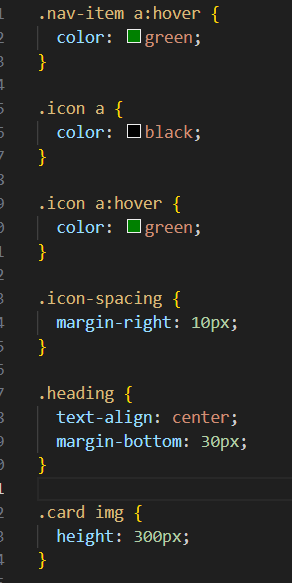 1 .nav-item a:hover {
2 color: green;
3 }
4
5 .icon a {
6 color: black;
7 }
8
9 .icon a:hover {
0 color: green;
1 }
2
3 .icon-spacing {
4 margin-right: 10px;
5 }
6
7 .heading {
8 text-align: center;
9 margin-bottom: 30px;
0 }
1
2 .card img {
3 height: 300px;
4 }